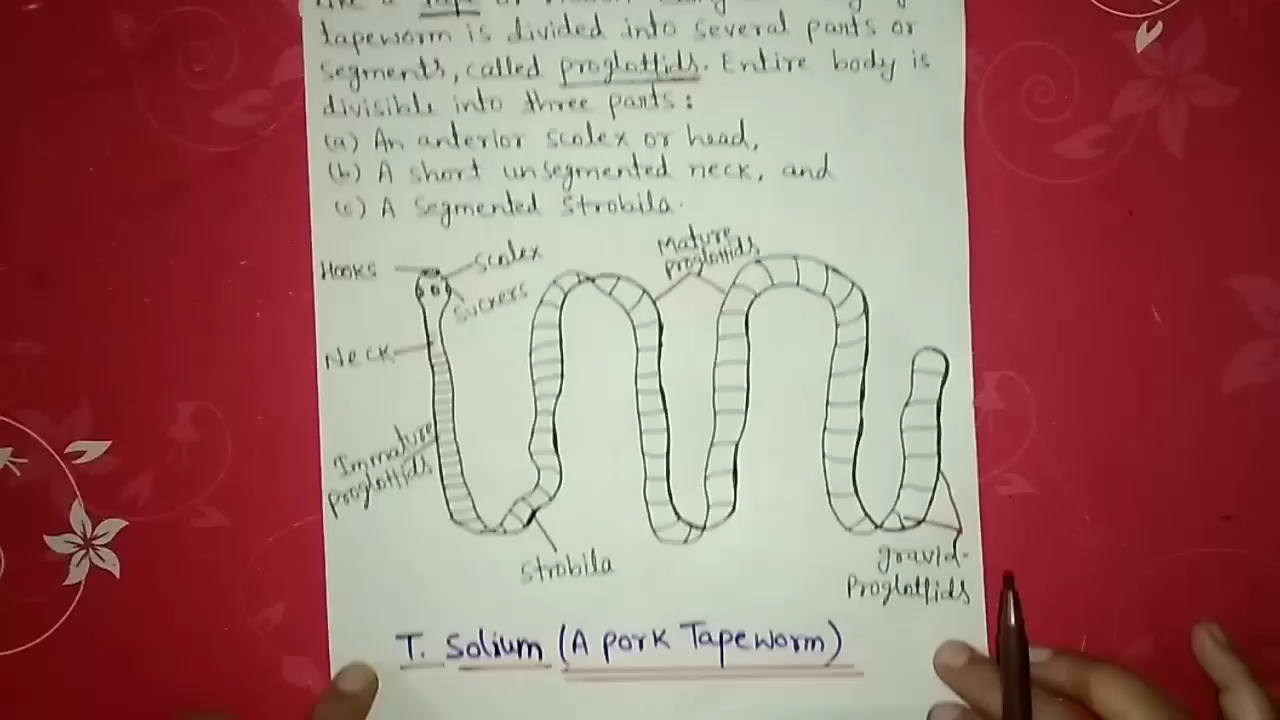 tapeworm is divided into several parts or
segments, called proglottids. Entire body is
divisible into three parts:
(a) An anterior scolex or head,
(b) A short unsegmented neck, and
(c) A Segmented Strobila.
Hooks
Scolex
Suckers
Mature
proglottids
Neck
Immature
proglottids
Strobila
gravid-
Proglottids
T. Solium (A pork Tapeworm)